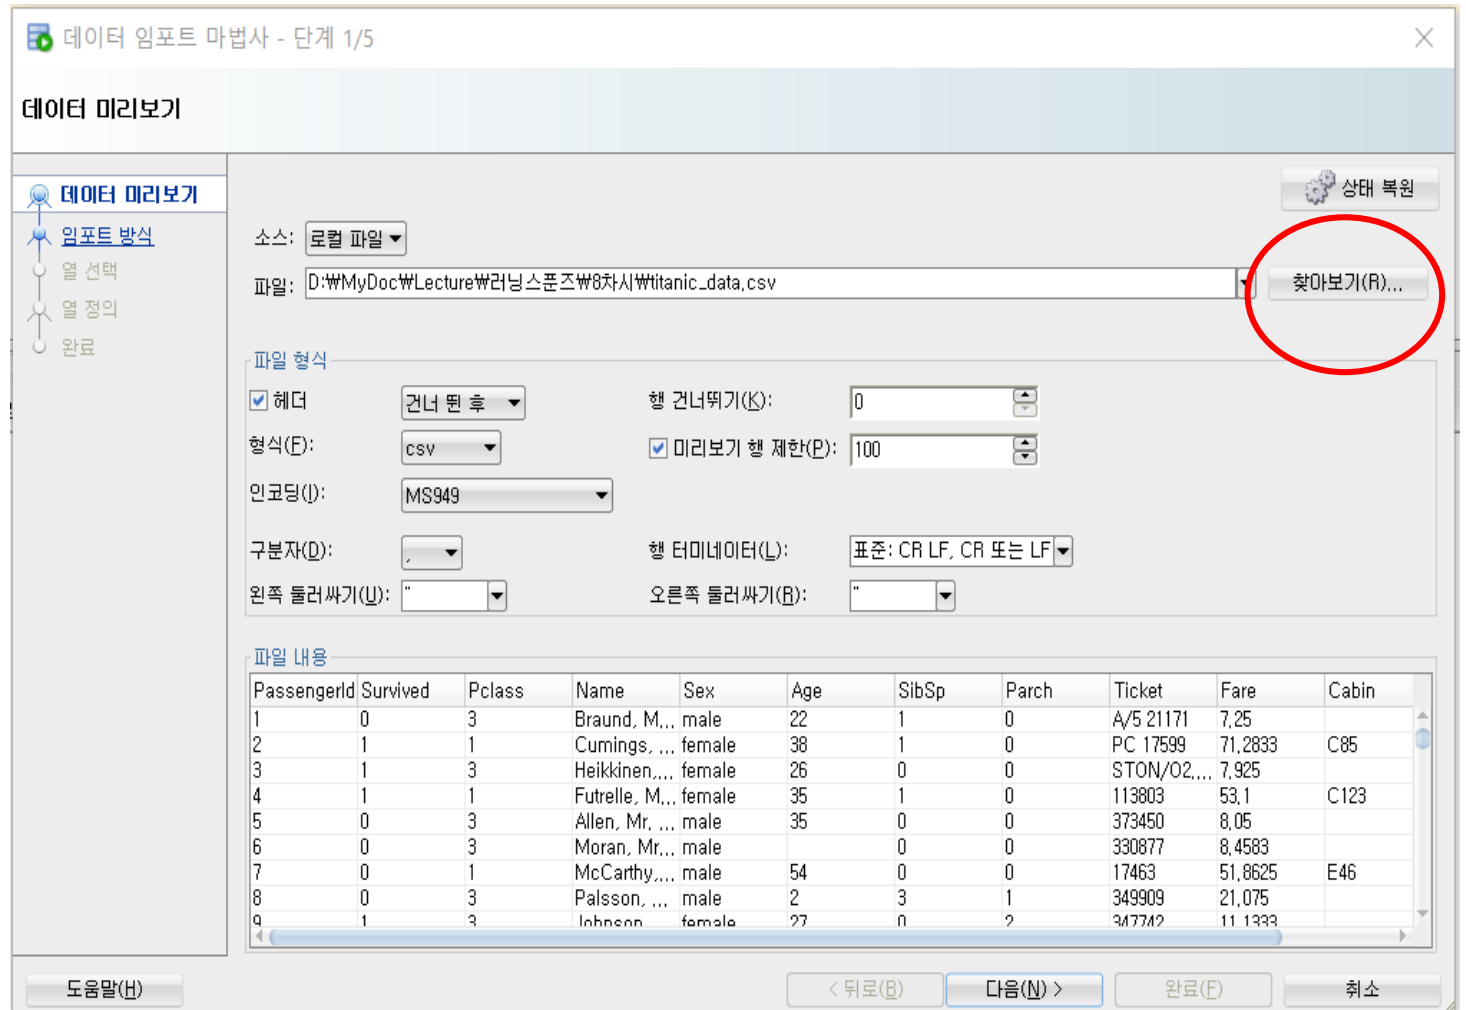 데이터 임포트 마법사 - 단계 1/5
데이터 미리보기
데이터 미리보기
임포트 방식
열 선택
열 정의
완료
상태 복원
소스: 로컬 파일
파일: D:₩MyDoc₩Lecture₩러닝스푼즈₩8차시₩titanic_data.csv
찾아보기(R)...
파일 형식
헤더 건너 뛴 후 행 건너뛰기(K): 0
형식(F): csv 미리보기 행 제한(P): 100
인코딩(I): MS949
구분자(D): , 행 터미네이터(L): 표준: CR LF, CR 또는 LF
왼쪽 둘러싸기(U): " 오른쪽 둘러싸기(R): "
파일 내용
PassengerId Survived Pclass Name Sex Age SibSp Parch Ticket Fare Cabin
1 0 3 Braund, M... male 22 1 0 A/5 21171 7.25
2 1 1 Cumings, ... female 38 1 0 PC 17599 71.2833 C85
3 1 3 Heikkinen,... female 26 0 0 STON/O2.... 7.925
4 1 1 Futrelle, M... female 35 1 0 113803 53.1 C123
5 0 3 Allen, Mr. ... male 35 0 0 373450 8.05
6 0 3 Moran, Mr... male 0 0 330877 8.4583
7 0 1 McCarthy,... male 54 0 0 17463 51.8625 E46
8 0 3 Palsson, ... male 2 3 1 349909 21.075
9 1 3 Johnson, ... female 27 0 2 347742 11.1333
도움말(H)
< 뒤로(B) 다음(N) > 완료(F) 취소